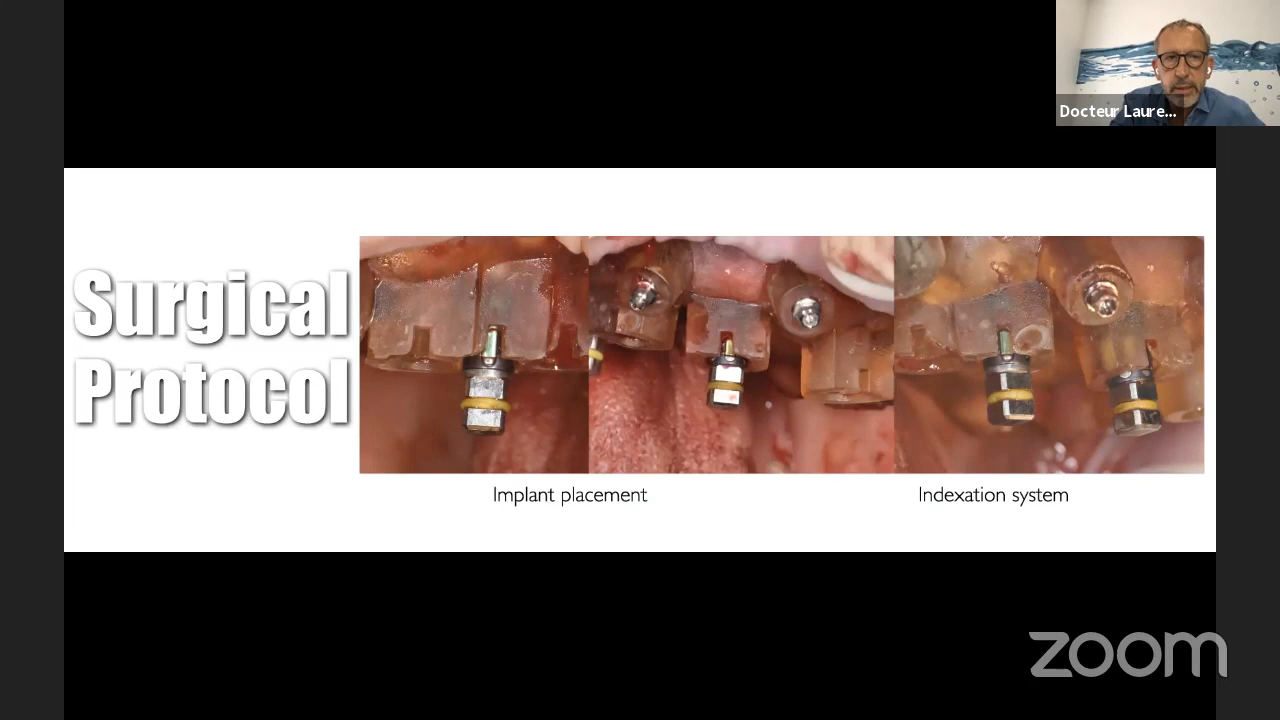 Docteur Laure...
Surgical
Protocol
Implant placement
Indexation system
zoom